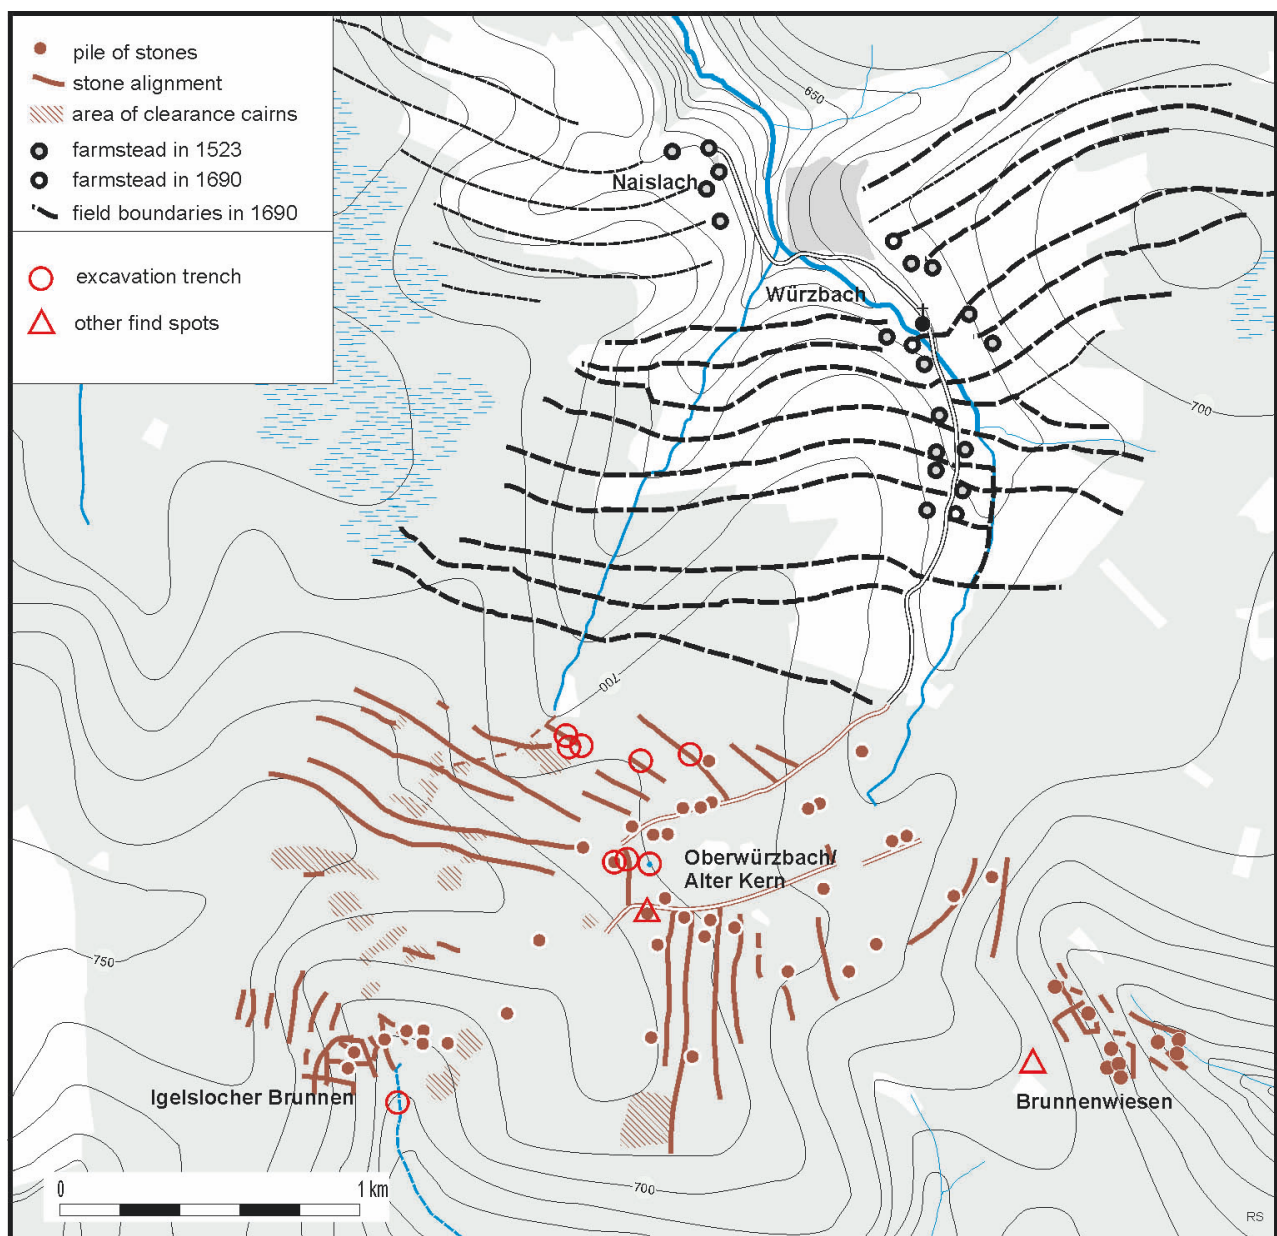 pile of stones
stone alignment
area of clearance cairns
farmstead in 1523
farmstead in 1690
field boundaries in 1690
excavation trench
other find spots
650
Naislach
Würzbach
700
700
Oberwürzbach/
Alter Kern
750
Igelslocher Brunnen
Brunnenwiesen
0
1 km
700
RS